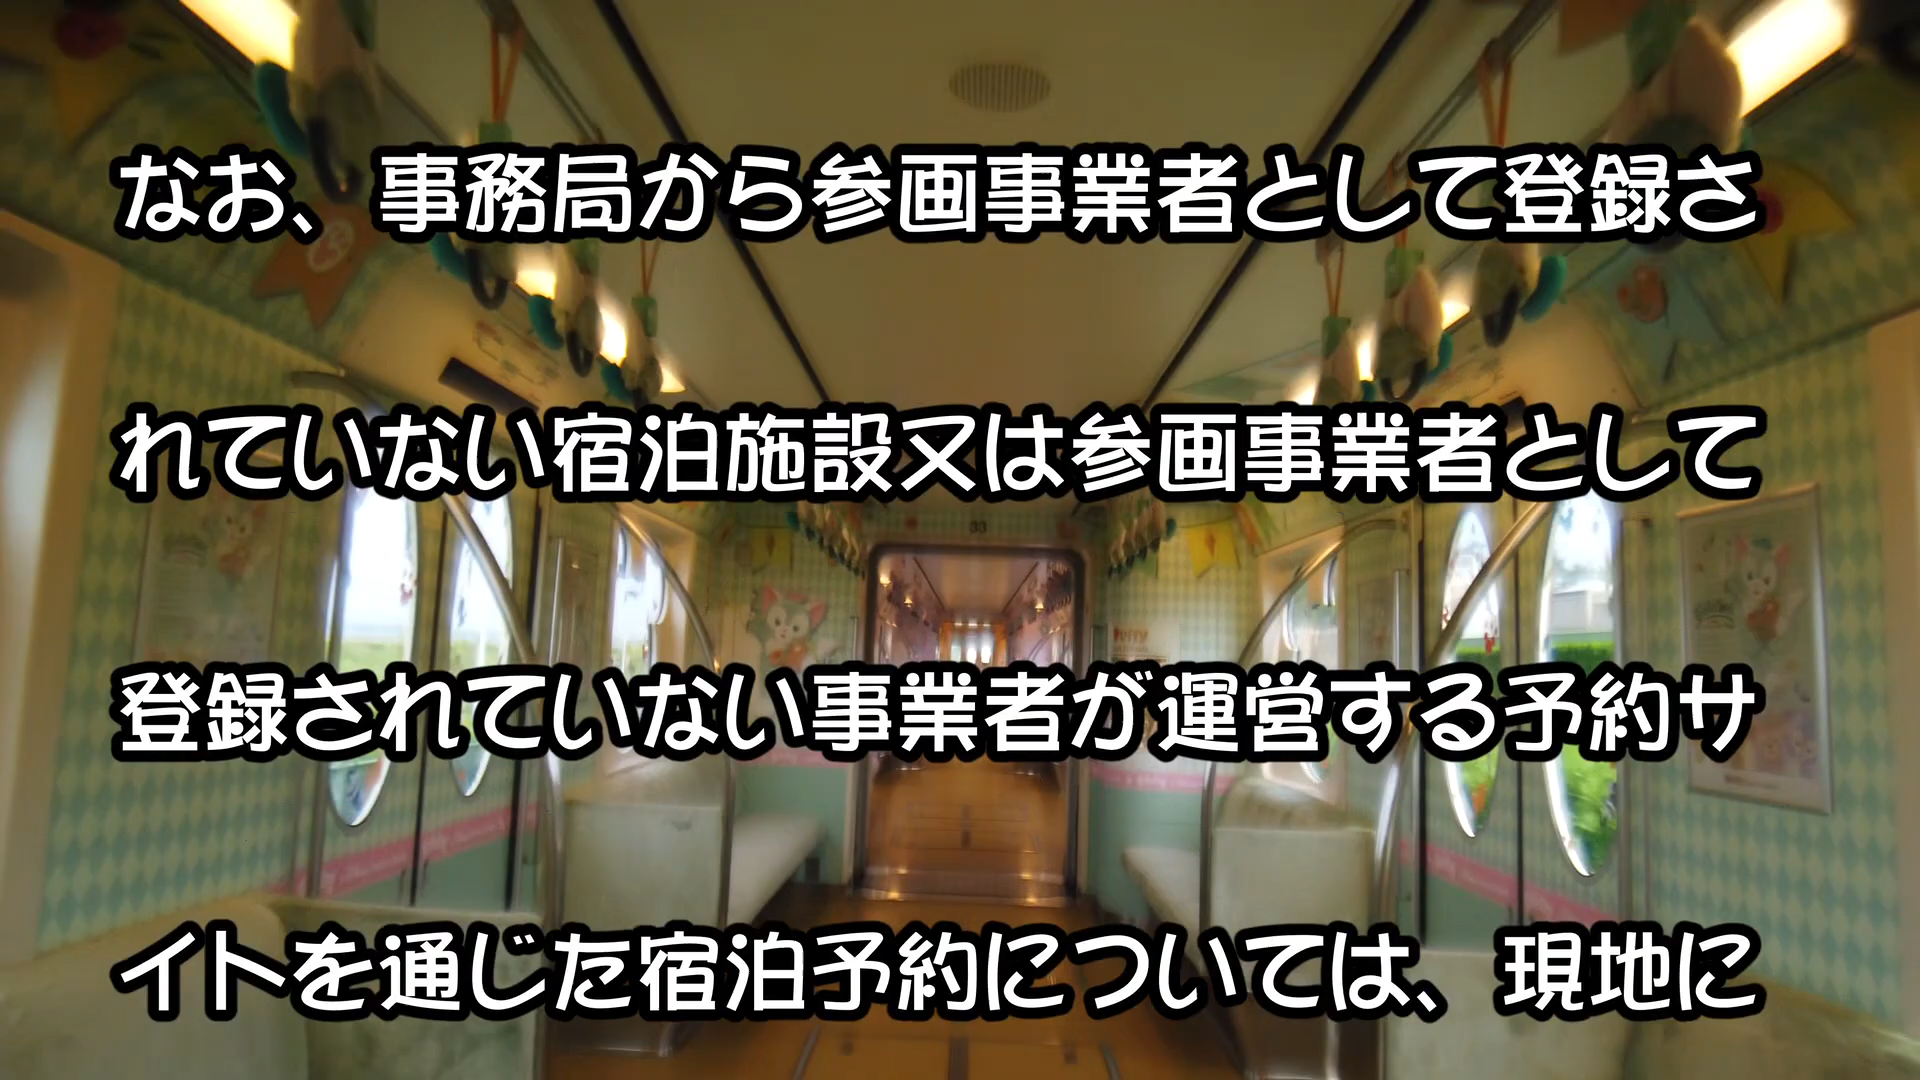 なお、事務局から参画事業者として登録さ
れていない宿泊施設又は参画事業者として
登録されていない事業者が運営する予約サ
イトを通じた宿泊予約については、現地に
33